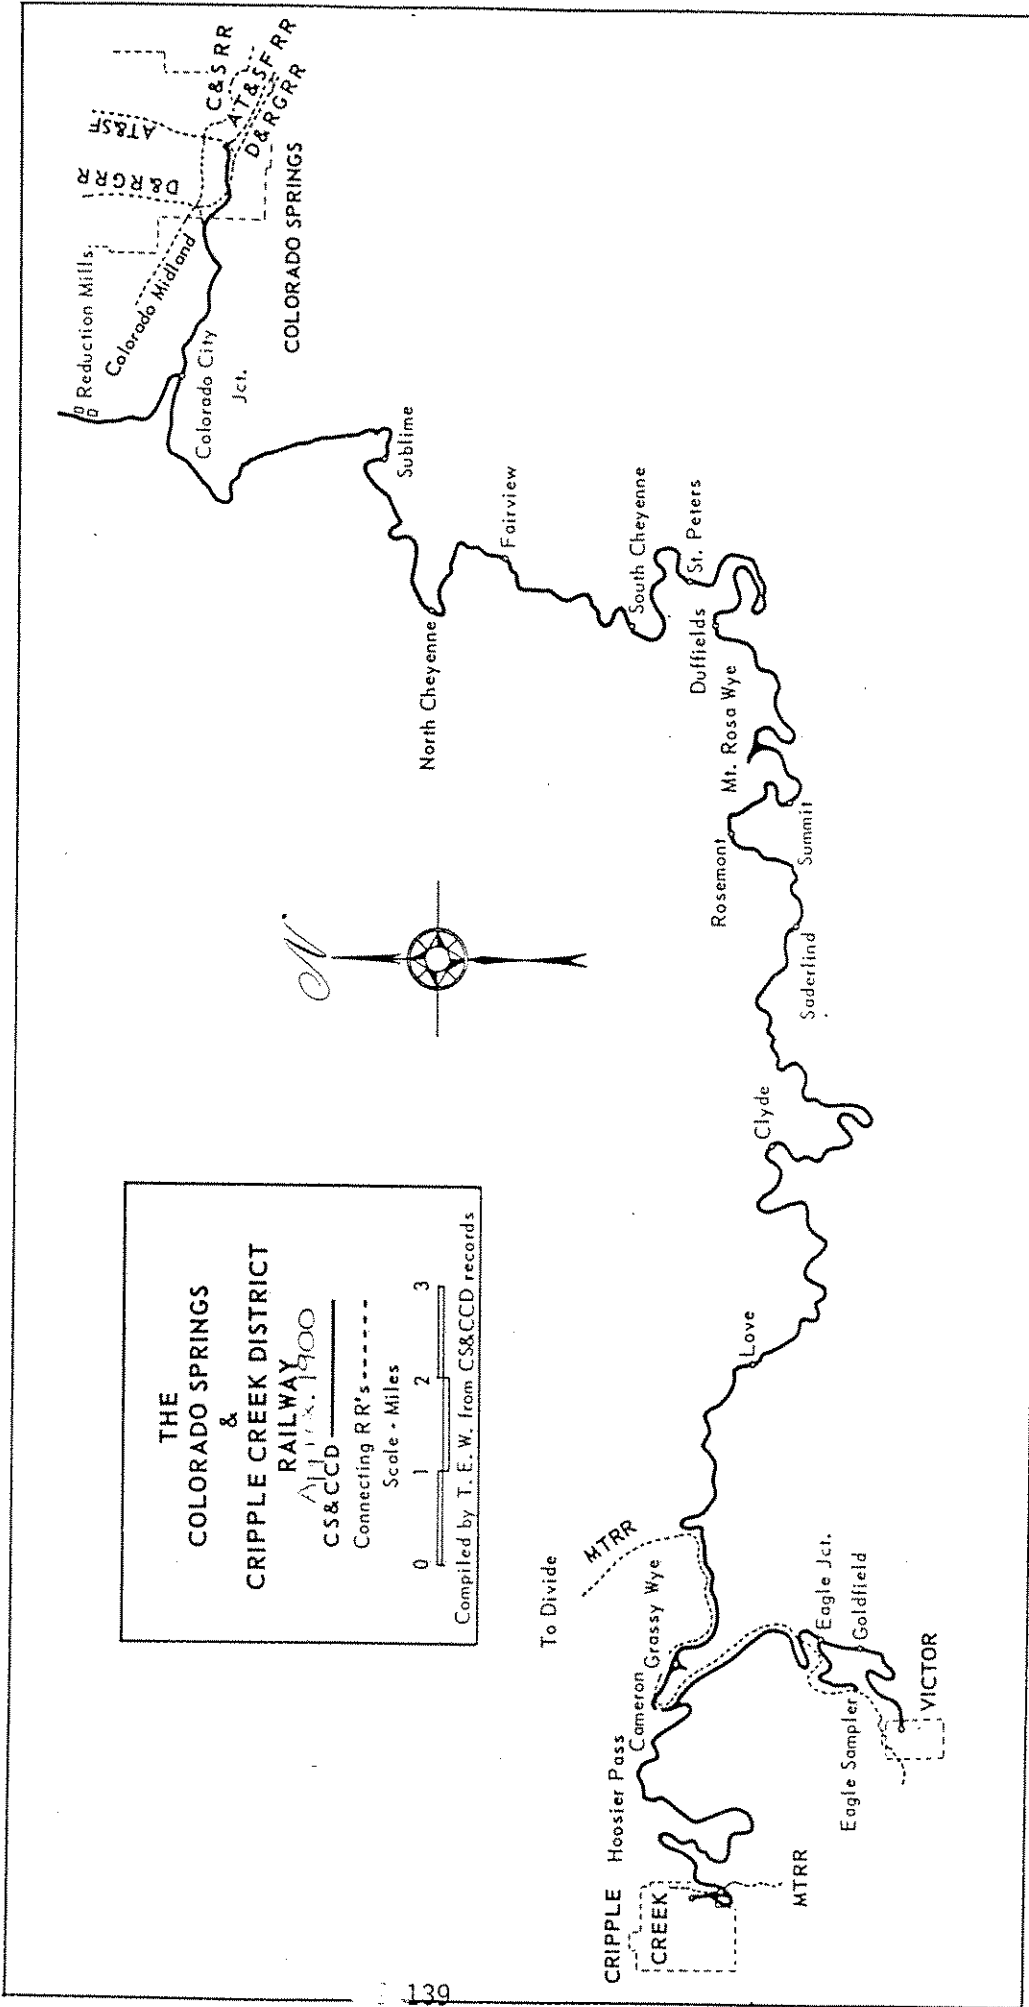 THE
COLORADO SPRINGS
&
CRIPPLE CREEK DISTRICT
RAILWAY
1900
CS&CCD
Connecting RR's
Scale - Miles
0 1 2 3
Compiled by T. E. W. from CS&CCD records
N.
C&SRR
AT&SF RR
D&RGRR
AT&SF
D&RGRR
COLORADO SPRINGS
Reduction Mills
Colorado Midland
Colorado City
Jct.
Sublime
North Cheyenne
Fairview
South Cheyenne
St. Peters
Duffields
Mt. Rosa Wye
Rosemont
Summit
Saderlind
Clyde
Love
To Divide
MTRR
Grassy Wye
Cameron
Hoosier Pass
Eagle Jct.
Goldfield
Eagle Sampler
VICTOR
CRIPPLE
CREEK
MTRR
139